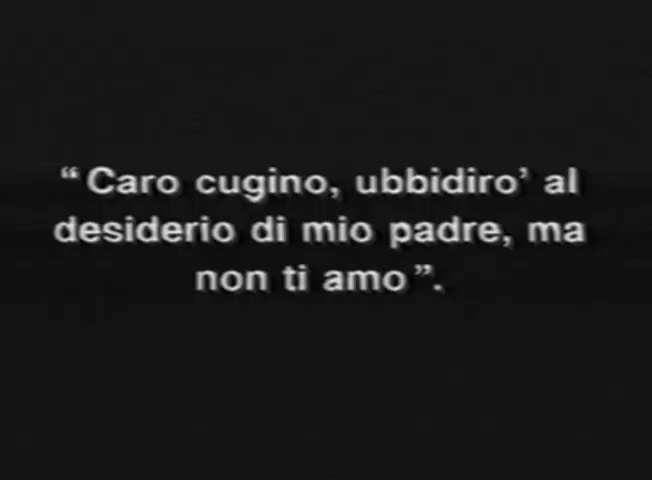 “Caro cugino, ubbidiro’ al
desiderio di mio padre, ma
non ti amo”.